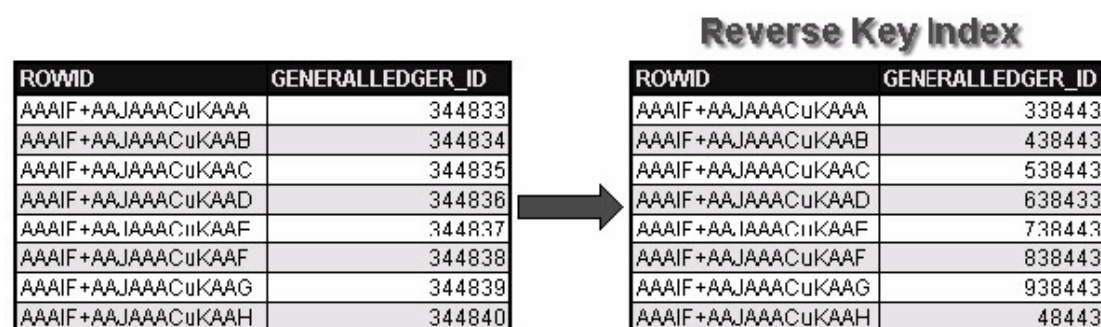 Reverse Key Index
ROWID GENERALLEDGER_ID ROWID GENERALLEDGER_ID
AAAIF+AAJAAACuKAAA 344833 AAAIF+AAJAAACuKAAA 338443
AAAIF+AAJAAACuKAAB 344834 AAAIF+AAJAAACuKAAB 438443
AAAIF+AAJAAACuKAAC 344835 AAAIF+AAJAAACuKAAC 538443
AAAIF+AAJAAACuKAAD 344836 AAAIF+AAJAAACuKAAD 638433
AAAIF+AAJAAACuKAAE 344837 AAAIF+AAJAAACuKAAE 738443
AAAIF+AAJAAACuKAAF 344838 AAAIF+AAJAAACuKAAF 838443
AAAIF+AAJAAACuKAAG 344839 AAAIF+AAJAAACuKAAG 938443
AAAIF+AAJAAACuKAAH 344840 AAAIF+AAJAAACuKAAH 48443